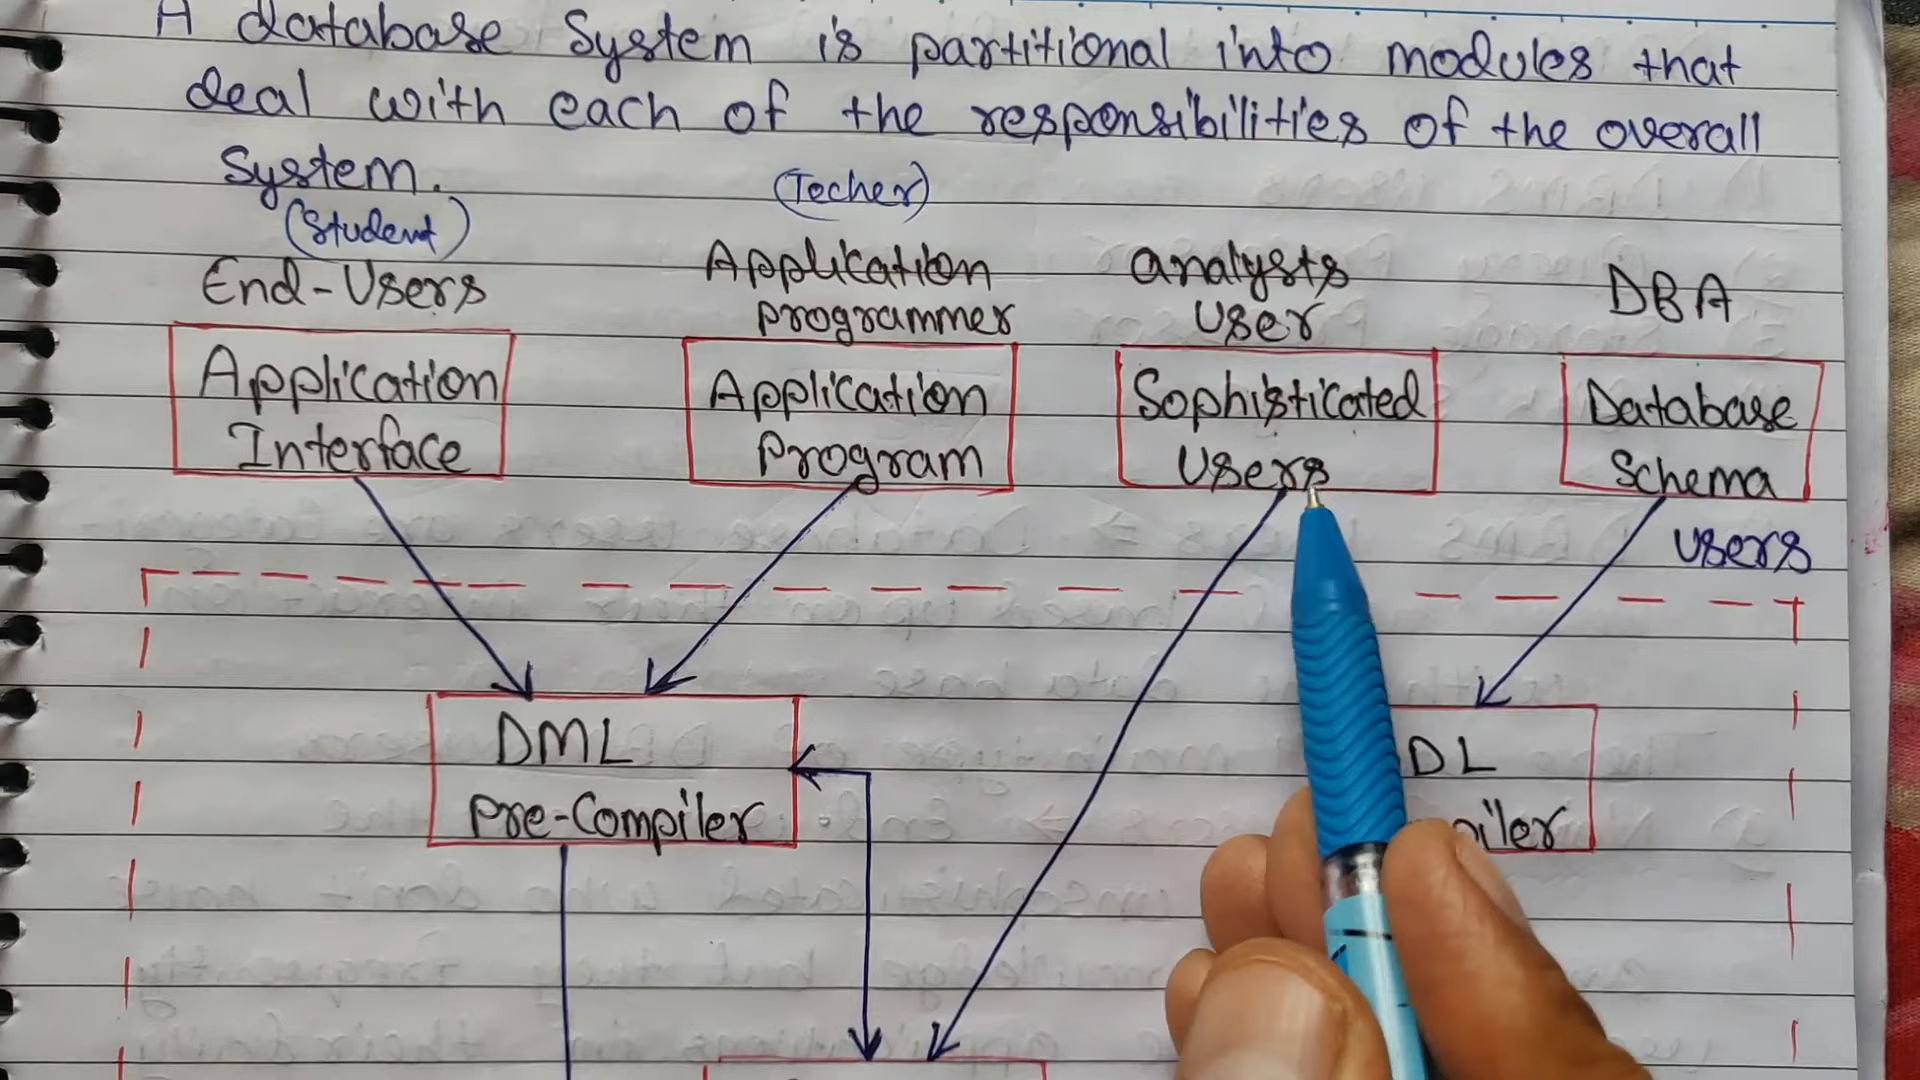 A database System is partitional into modules that
deal with each of the responsibilities of the overall
System.
(Student)
(Techer)
End-Users
Application
programmer
analysts
User
DBA
Application
Interface
Application
program
Sophisticated
Users
Database
Schema
Users
DML
pre-Compiler
DL
piler